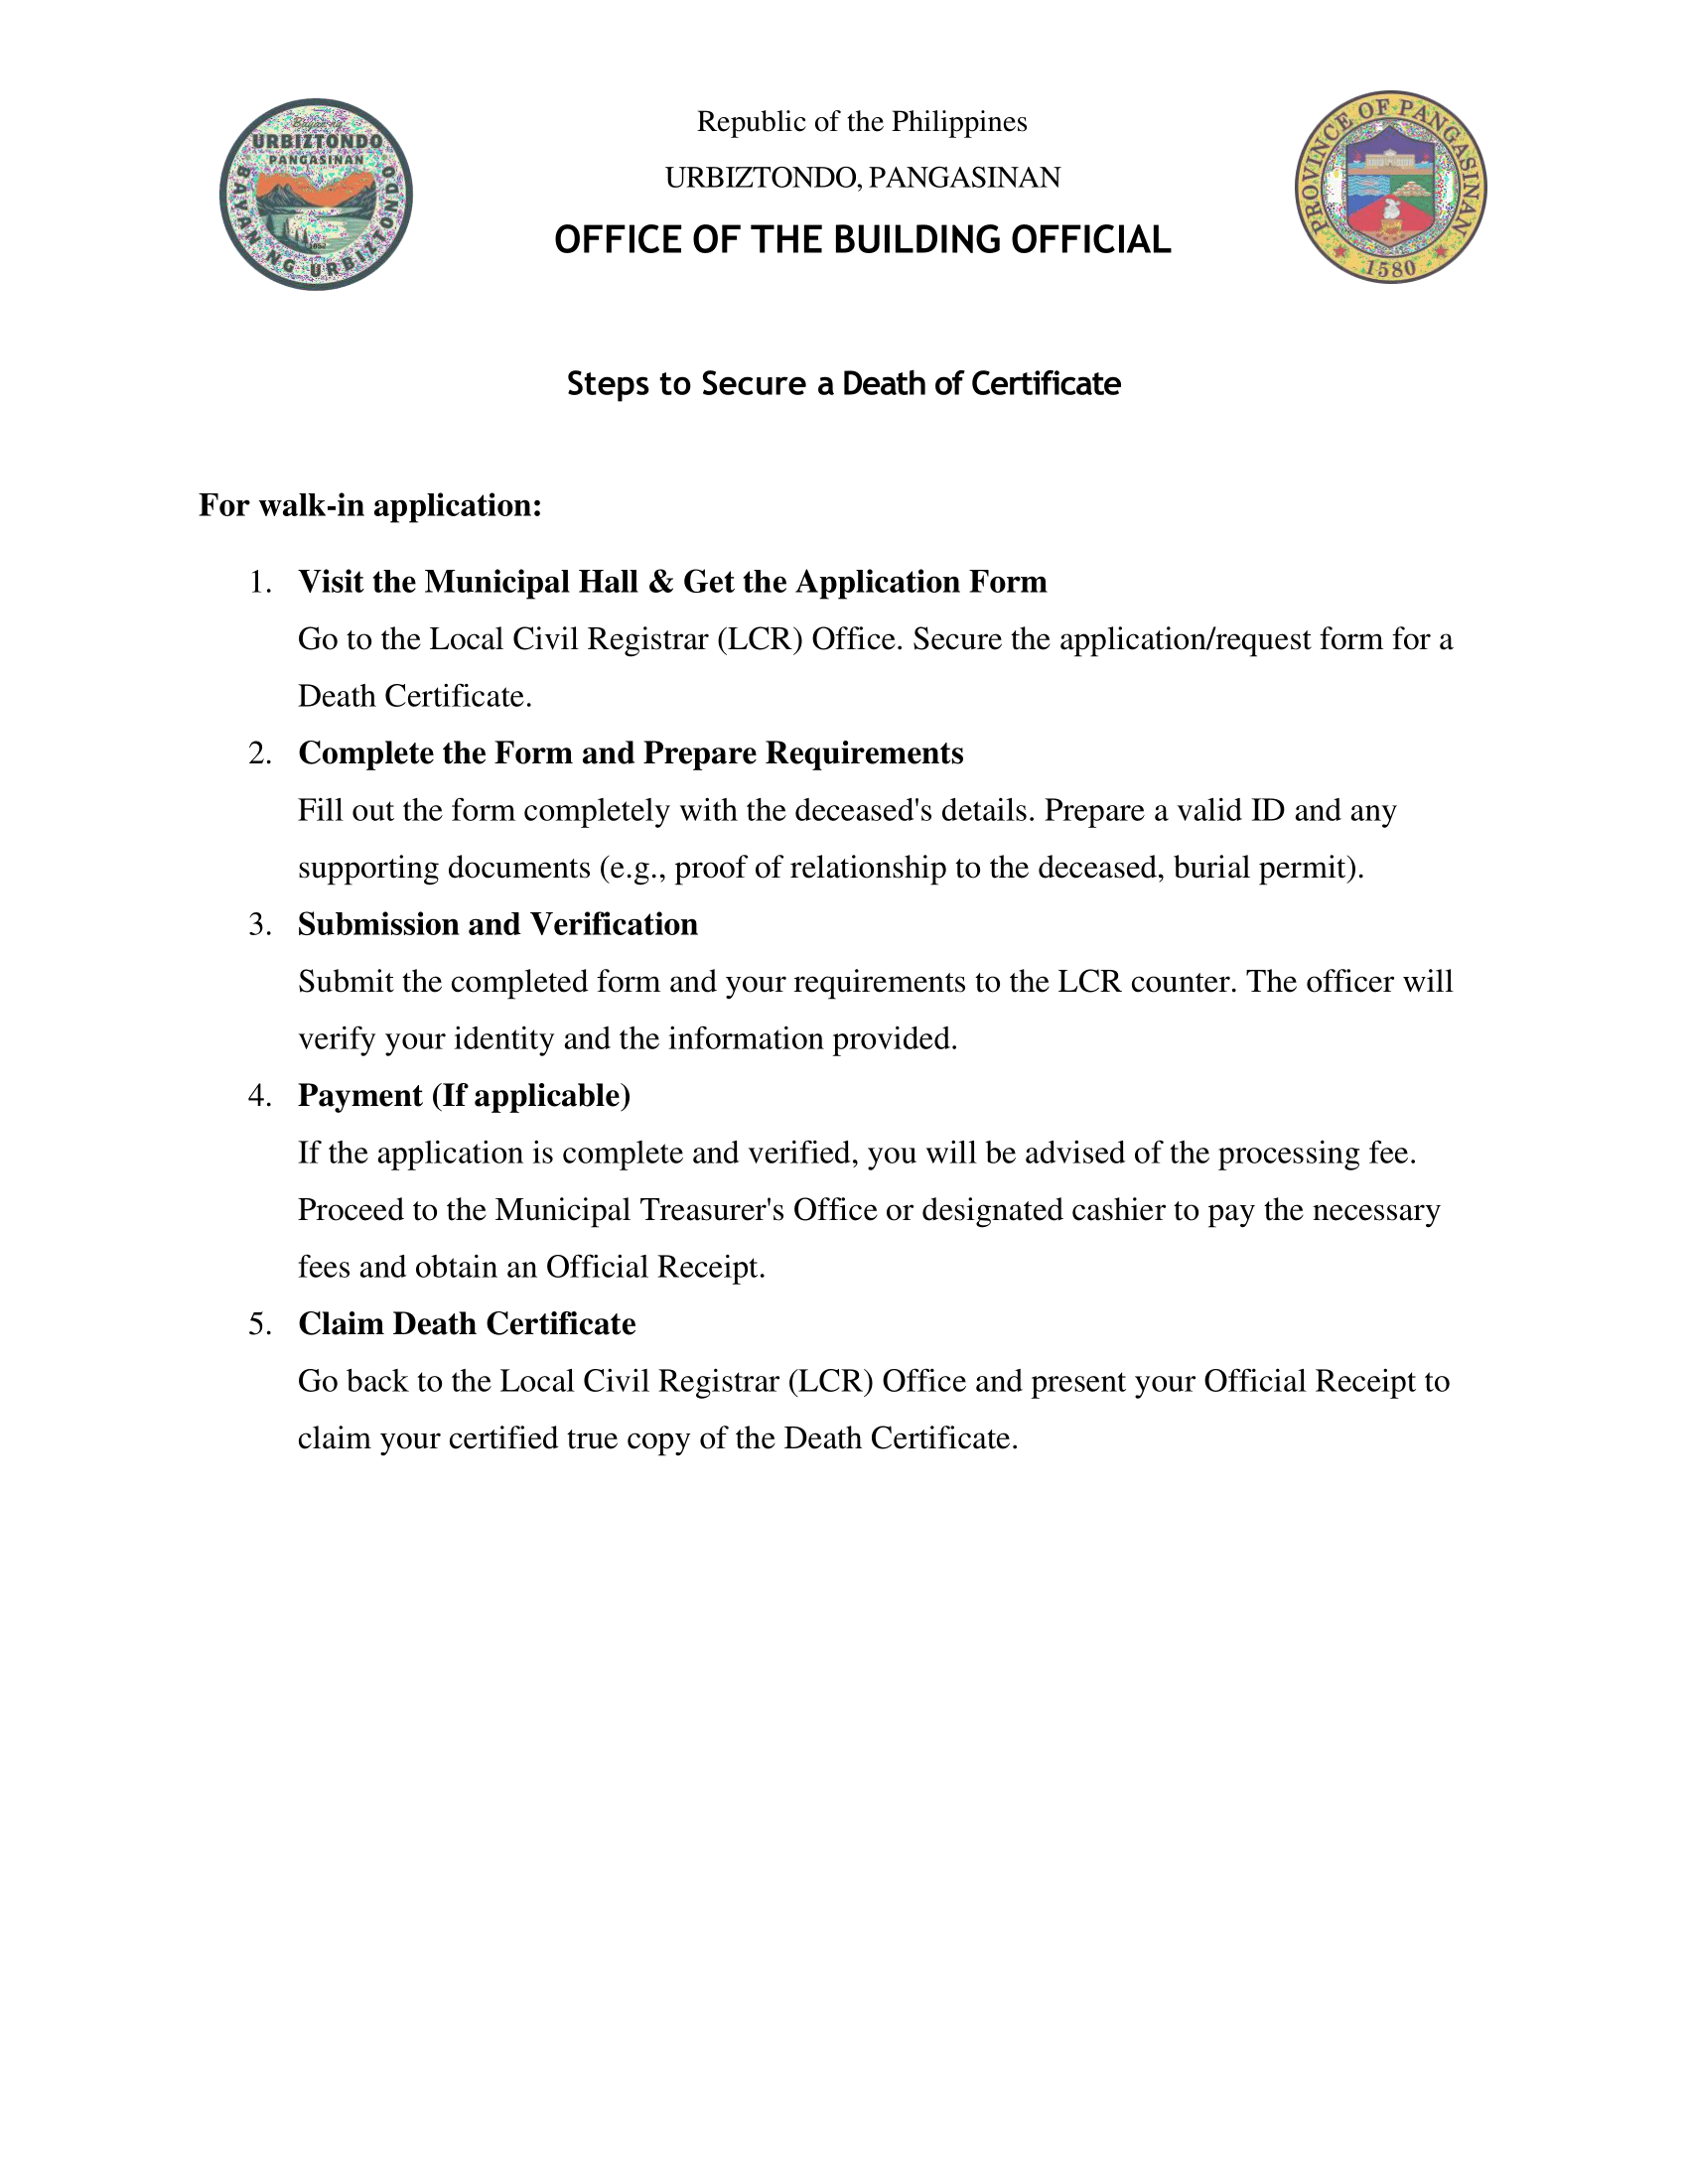 Bayan ng
URBIZTONDO
PANGASINAN
BAYAN NG URBIZTONDO
Republic of the Philippines
URBIZTONDO, PANGASINAN
OFFICE OF THE BUILDING OFFICIAL
PROVINCE OF PANGASINAN
1580
Steps to Secure a Death of Certificate
For walk-in application:
1. Visit the Municipal Hall & Get the Application Form
Go to the Local Civil Registrar (LCR) Office. Secure the application/request form for a
Death Certificate.
2. Complete the Form and Prepare Requirements
Fill out the form completely with the deceased's details. Prepare a valid ID and any
supporting documents (e.g., proof of relationship to the deceased, burial permit).
3. Submission and Verification
Submit the completed form and your requirements to the LCR counter. The officer will
verify your identity and the information provided.
4. Payment (If applicable)
If the application is complete and verified, you will be advised of the processing fee.
Proceed to the Municipal Treasurer's Office or designated cashier to pay the necessary
fees and obtain an Official Receipt.
5. Claim Death Certificate
Go back to the Local Civil Registrar (LCR) Office and present your Official Receipt to
claim your certified true copy of the Death Certificate.